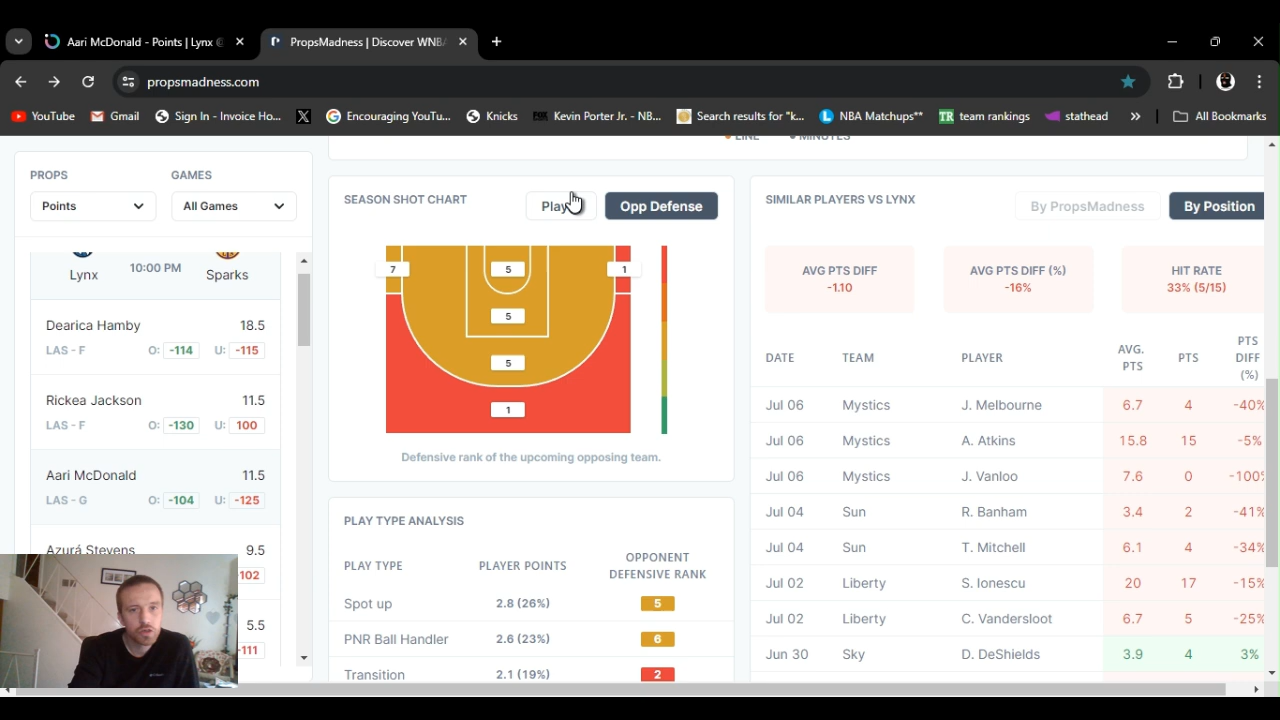 Aari McDonald - Points | Lynx @
PropsMadness | Discover WNBA
propsmadness.com
YouTube
Gmail
Sign In - Invoice Ho...
Encouraging YouTu...
Knicks
Kevin Porter Jr. - NB...
Search results for "k...
NBA Matchups**
TR team rankings
stathead
»
All Bookmarks
PROPS
GAMES
Points
All Games
Lynx
10:00 PM
Sparks
Dearica Hamby 18.5
LAS - F O: -114 U: -115
Rickea Jackson 11.5
LAS - F O: -130 U: 100
Aari McDonald 11.5
LAS - G O: -104 U: -125
Azurá Stevens 9.5
102
5.5
-111
LINE MINUTES
SEASON SHOT CHART
Play
Opp Defense
7 5 1
5
5
1
Defensive rank of the upcoming opposing team.
PLAY TYPE ANALYSIS
PLAY TYPE PLAYER POINTS OPPONENT DEFENSIVE RANK
Spot up 2.8 (26%) 5
PNR Ball Handler 2.6 (23%) 6
Transition 2.1 (19%) 2
SIMILAR PLAYERS VS LYNX
By PropsMadness
By Position
AVG PTS DIFF
-1.10
AVG PTS DIFF (%)
-16%
HIT RATE
33% (5/15)
DATE TEAM PLAYER AVG. PTS PTS PTS DIFF (%)
Jul 06 Mystics J. Melbourne 6.7 4 -40%
Jul 06 Mystics A. Atkins 15.8 15 -5%
Jul 06 Mystics J. Vanloo 7.6 0 -100%
Jul 04 Sun R. Banham 3.4 2 -41%
Jul 04 Sun T. Mitchell 6.1 4 -34%
Jul 02 Liberty S. Ionescu 20 17 -15%
Jul 02 Liberty C. Vandersloot 6.7 5 -25%
Jun 30 Sky D. DeShields 3.9 4 3%